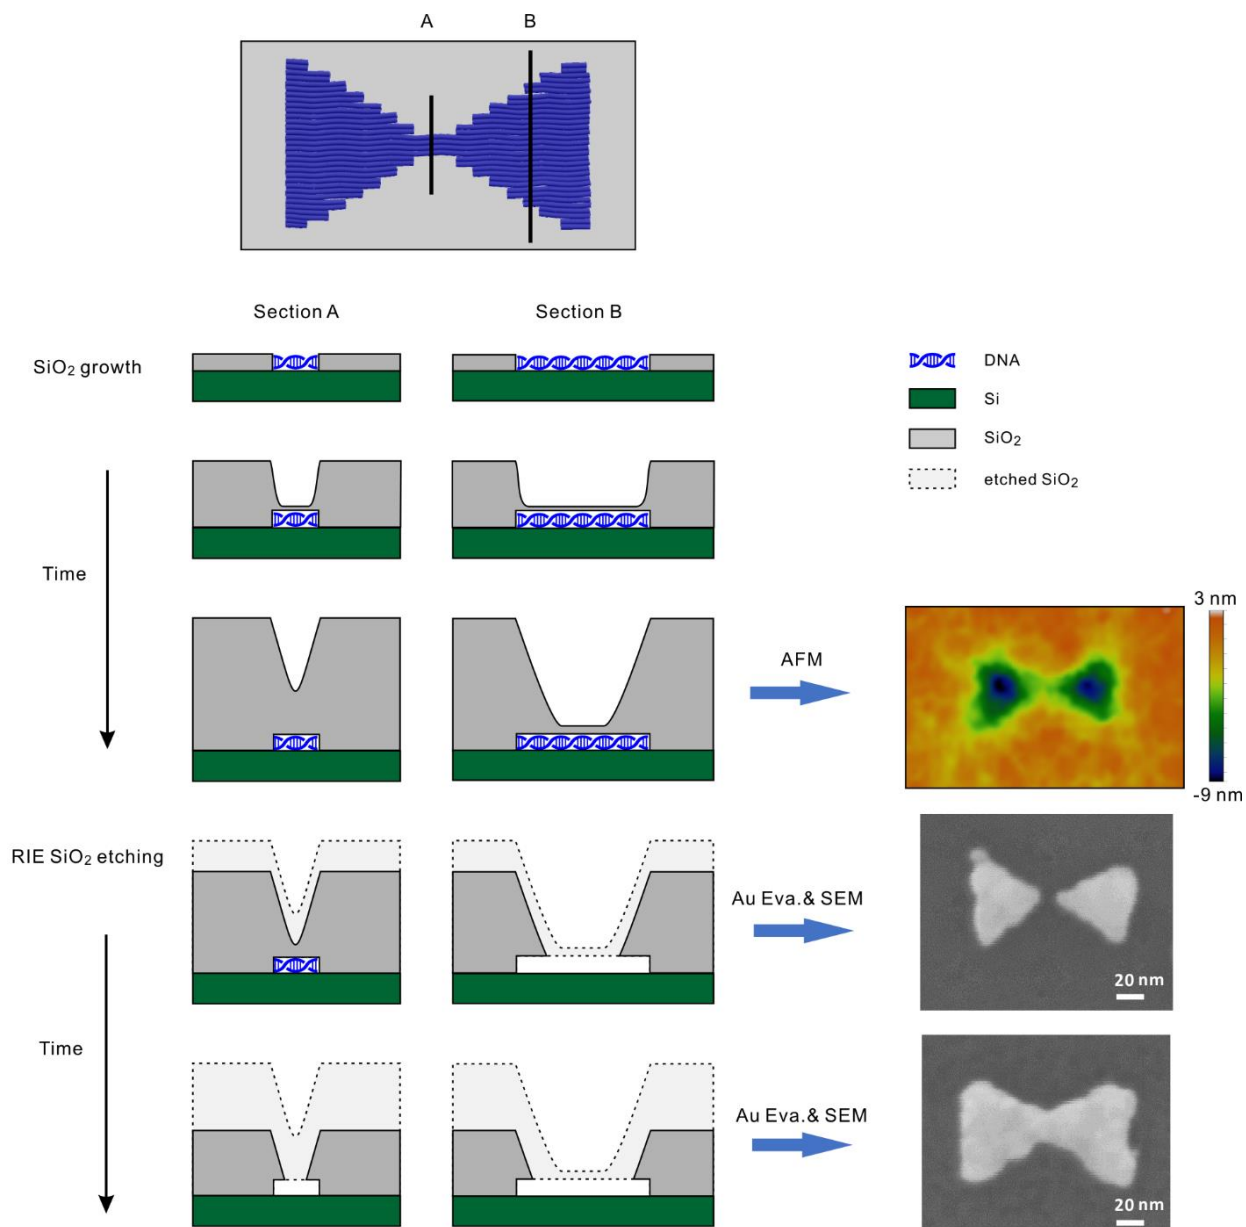 A B
Section A Section B
SiO₂ growth
DNA
Si
SiO₂
etched SiO₂
Time
3 nm
AFM
-9 nm
RIE SiO₂ etching
Au Eva.& SEM
20 nm
Time
Au Eva.& SEM
20 nm